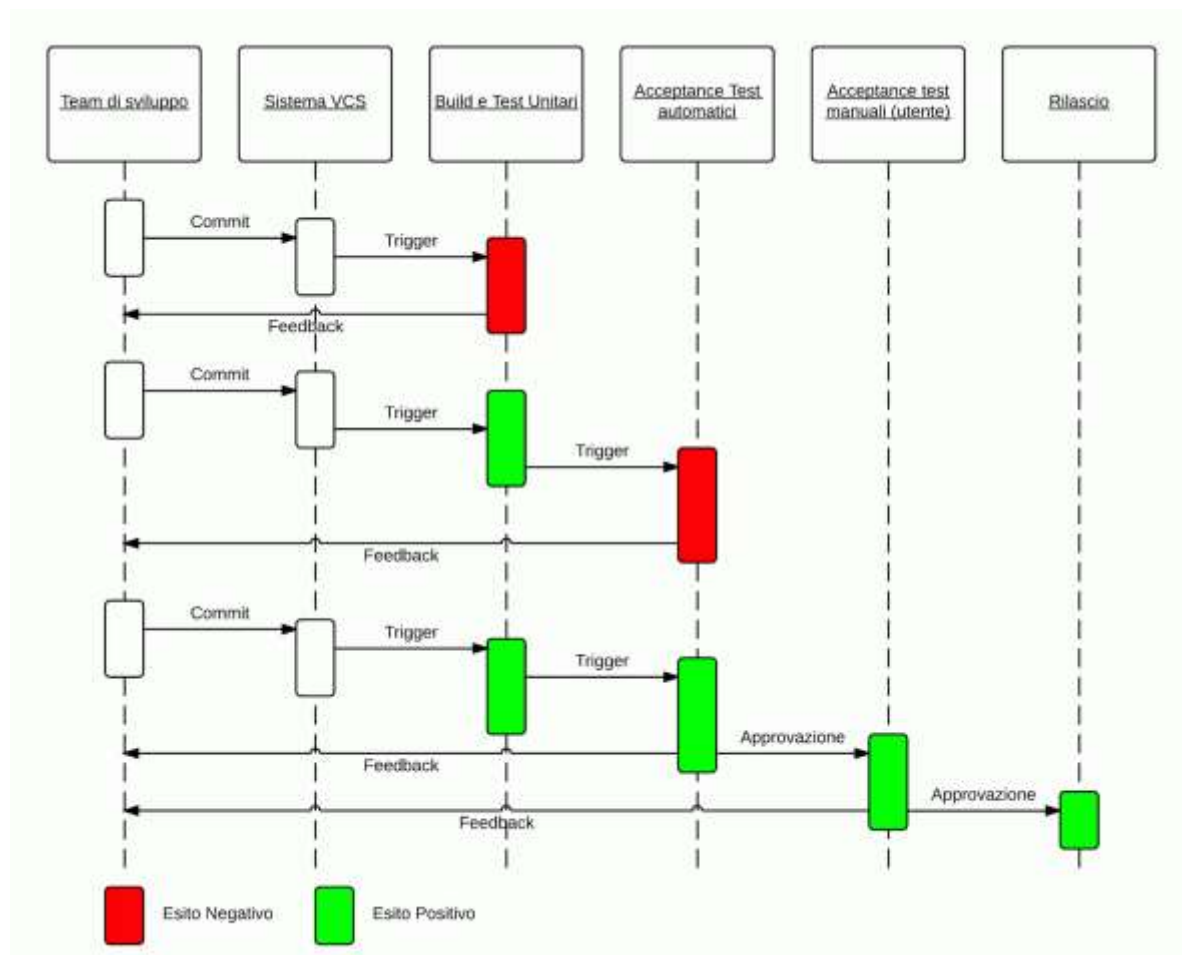 Team di sviluppo
Sistema VCS
Build e Test Unitari
Acceptance Test
automatici
Acceptance test
manuali (utente)
Rilascio
Commit
Trigger
Feedback
Commit
Trigger
Trigger
Feedback
Commit
Trigger
Trigger
Approvazione
Feedback
Approvazione
Feedback
Esito Negativo
Esito Positivo